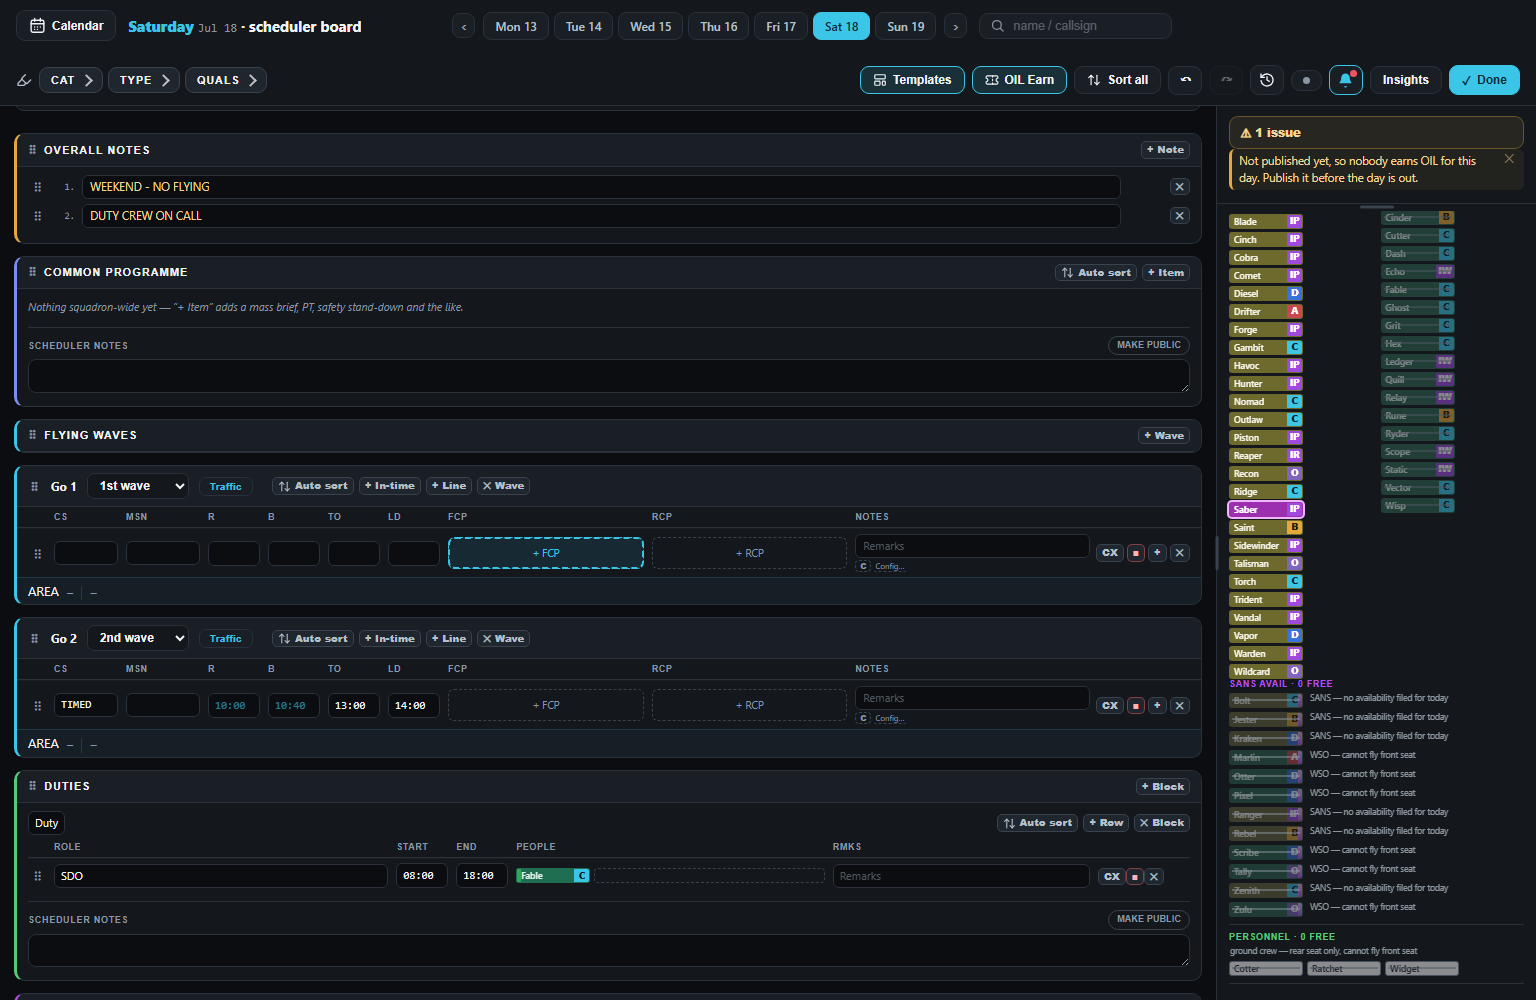 Calendar
Saturday Jul 18 · scheduler board
‹ Mon 13 Tue 14 Wed 15 Thu 16 Fri 17 Sat 18 Sun 19 ›
name / callsign
CAT TYPE QUALS
Templates OIL Earn Sort all Insights ✓ Done
OVERALL NOTES + Note
1. WEEKEND - NO FLYING
2. DUTY CREW ON CALL
COMMON PROGRAMME Auto sort + Item
Nothing squadron-wide yet — "+ Item" adds a mass brief, PT, safety stand-down and the like.
SCHEDULER NOTES MAKE PUBLIC
FLYING WAVES + Wave
Go 1 1st wave Traffic Auto sort + In-time + Line ✕ Wave
CS MSN R B TO LD FCP RCP NOTES
+ FCP + RCP Remarks CX + ✕
C Config...
AREA – –
Go 2 2nd wave Traffic Auto sort + In-time + Line ✕ Wave
CS MSN R B TO LD FCP RCP NOTES
TIMED 10:00 10:40 13:00 14:00 + FCP + RCP Remarks CX + ✕
C Config...
AREA – –
DUTIES + Block
Duty Auto sort + Row ✕ Block
ROLE START END PEOPLE RMKS
SDO 08:00 18:00 Fable C Remarks CX ✕
SCHEDULER NOTES MAKE PUBLIC
⚠ 1 issue
Not published yet, so nobody earns OIL for this
day. Publish it before the day is out.
Blade IP
Cinch IP
Cobra IP
Comet IP
Diesel D
Drifter A
Forge IP
Gambit C
Havoc IP
Hunter IP
Nomad C
Outlaw C
Piston IP
Reaper IR
Recon O
Ridge C
Saber IP
Saint B
Sidewinder IP
Talisman O
Torch C
Trident IP
Vandal IP
Vapor D
Warden IP
Wildcard O
Cinder B
Cutter C
Dash C
Echo
Fable C
Ghost C
Grit C
Hex C
Ledger
Quill
Relay
Rune B
Ryder C
Scope
Static
Vector C
Wisp C
SANS AVAIL · 0 FREE
Bolt C SANS — no availability filed for today
Jester B SANS — no availability filed for today
Kraken D SANS — no availability filed for today
Marlin A WSO — cannot fly front seat
Otter D WSO — cannot fly front seat
Pixel D WSO — cannot fly front seat
Ranger IP SANS — no availability filed for today
Rebel B SANS — no availability filed for today
Scribe D WSO — cannot fly front seat
Tally O WSO — cannot fly front seat
Zenith C SANS — no availability filed for today
Zulu O WSO — cannot fly front seat
PERSONNEL · 0 FREE
ground crew — rear seat only, cannot fly front seat
Cotter Ratchet Widget